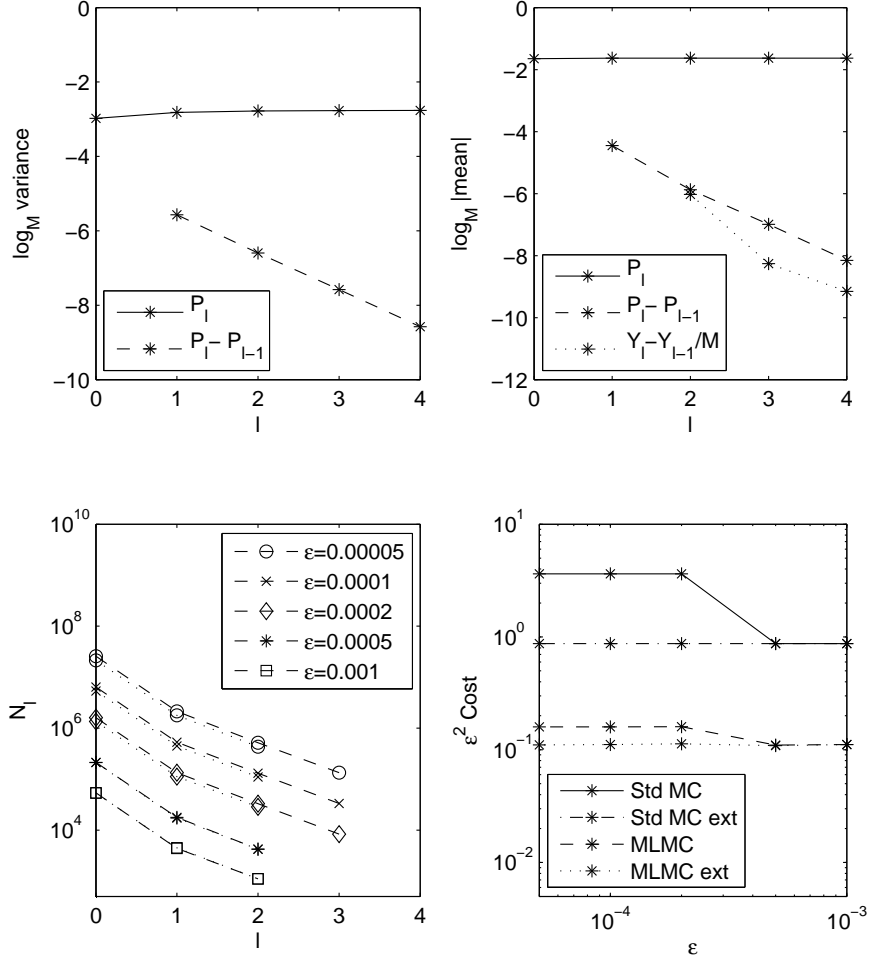 0
−2
−4
−6
−8
−10
0 1 2 3 4
l
log_M variance
P_l
P_l− P_{l−1}
0
−2
−4
−6
−8
−10
−12
0 1 2 3 4
l
log_M |mean|
P_l
P_l− P_{l−1}
Y_l−Y_{l−1}/M
10^10
10^8
10^6
10^4
0 1 2 3 4
l
N_l
ε=0.00005
ε=0.0001
ε=0.0002
ε=0.0005
ε=0.001
10^1
10^0
10^−1
10^−2
10^−4 10^−3
ε
ε^2 Cost
Std MC
Std MC ext
MLMC
MLMC ext